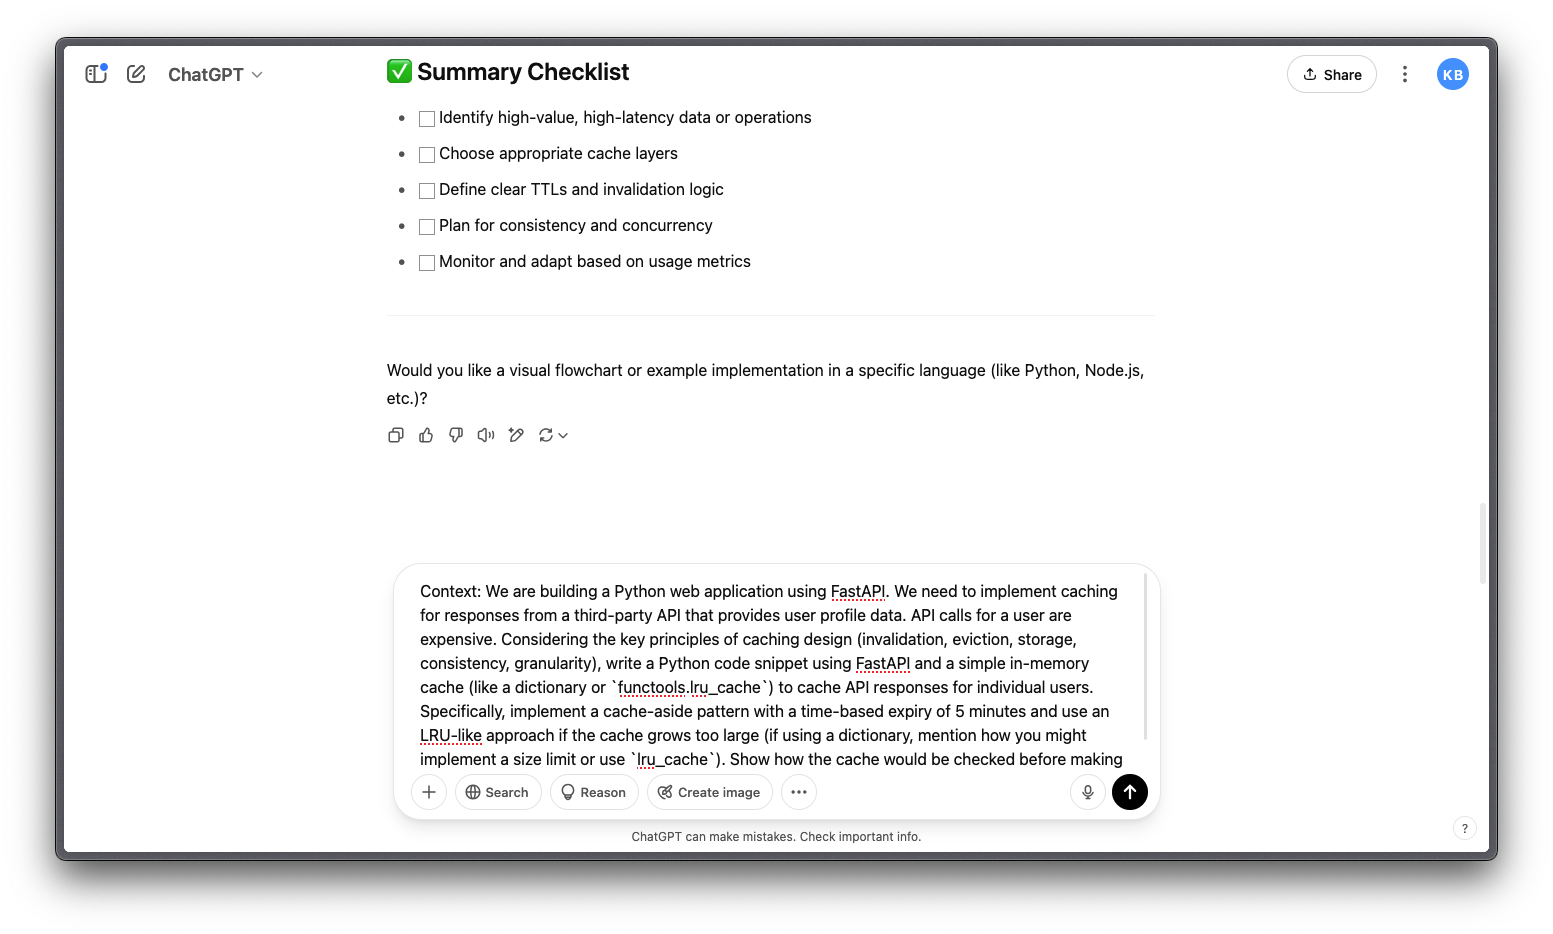 ChatGPT
✅ Summary Checklist
Share
KB
Identify high-value, high-latency data or operations
Choose appropriate cache layers
Define clear TTLs and invalidation logic
Plan for consistency and concurrency
Monitor and adapt based on usage metrics
Would you like a visual flowchart or example implementation in a specific language (like Python, Node.js,
etc.)?
Context: We are building a Python web application using FastAPI. We need to implement caching
for responses from a third-party API that provides user profile data. API calls for a user are
expensive. Considering the key principles of caching design (invalidation, eviction, storage,
consistency, granularity), write a Python code snippet using FastAPI and a simple in-memory
cache (like a dictionary or `functools.lru_cache`) to cache API responses for individual users.
Specifically, implement a cache-aside pattern with a time-based expiry of 5 minutes and use an
LRU-like approach if the cache grows too large (if using a dictionary, mention how you might
implement a size limit or use `lru_cache`). Show how the cache would be checked before making
Search
Reason
Create image
ChatGPT can make mistakes. Check important info.
?